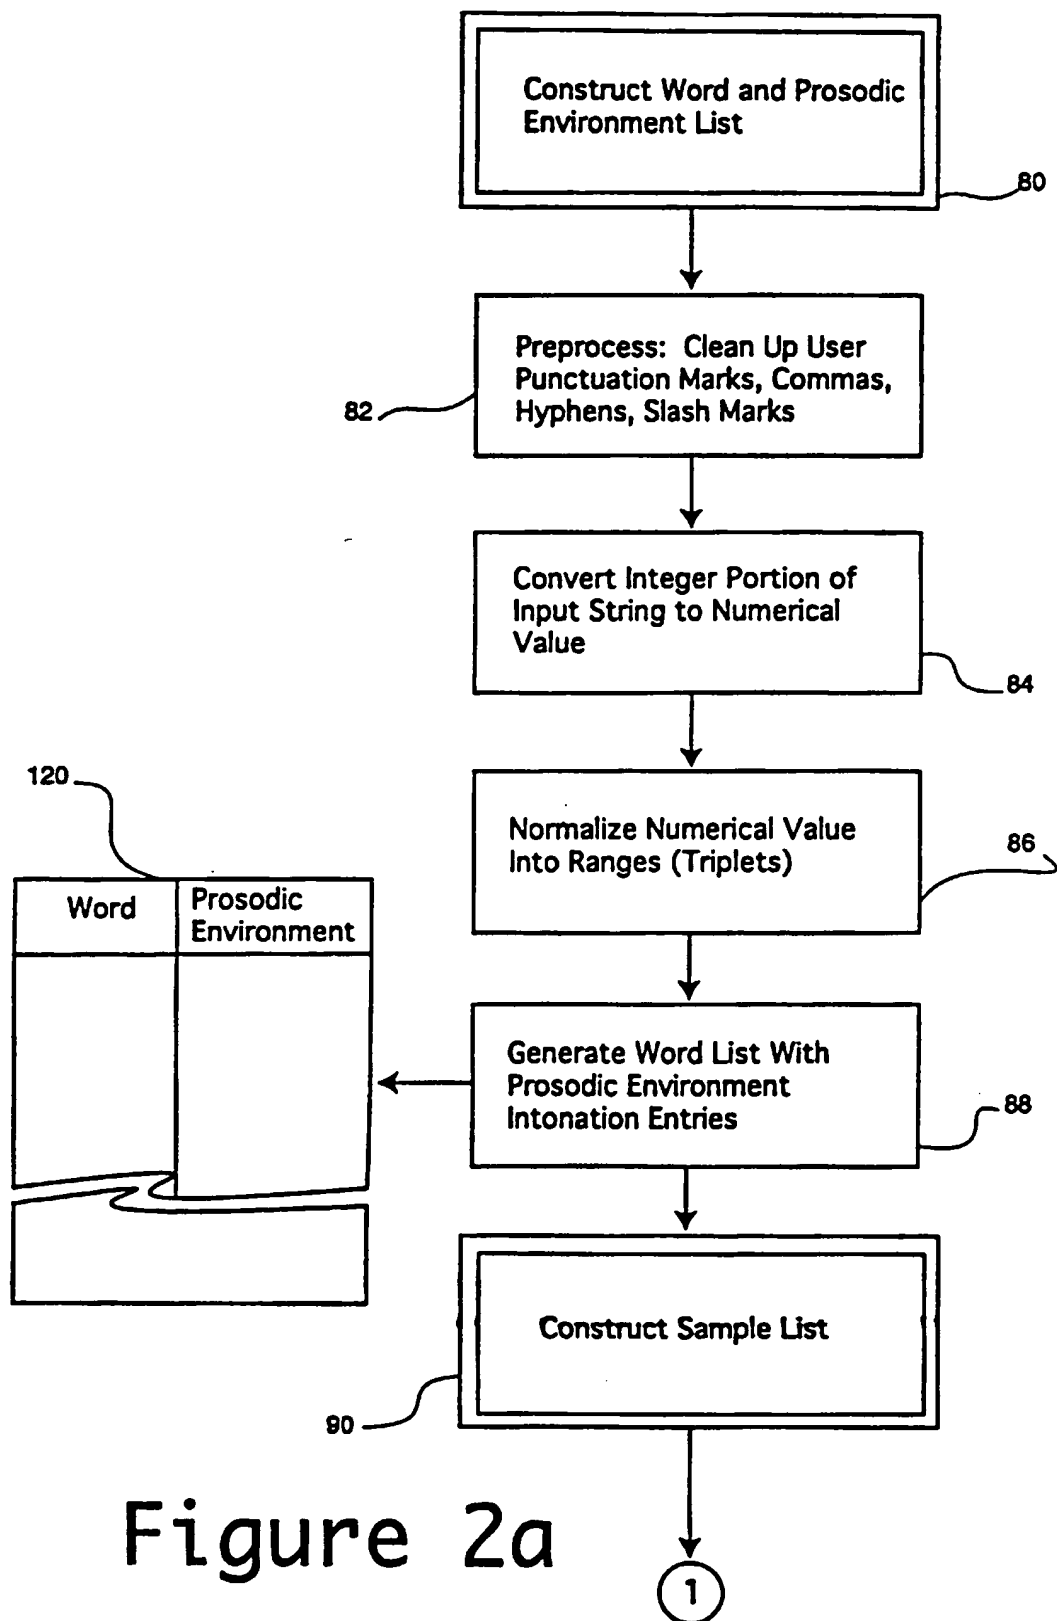 Construct Word and Prosodic
Environment List
80
Preprocess: Clean Up User
Punctuation Marks, Commas,
Hyphens, Slash Marks
82
Convert Integer Portion of
Input String to Numerical
Value
84
Normalize Numerical Value
Into Ranges (Triplets)
86
120
Word
Prosodic
Environment
Generate Word List With
Prosodic Environment
Intonation Entries
88
Construct Sample List
90
Figure 2a
1